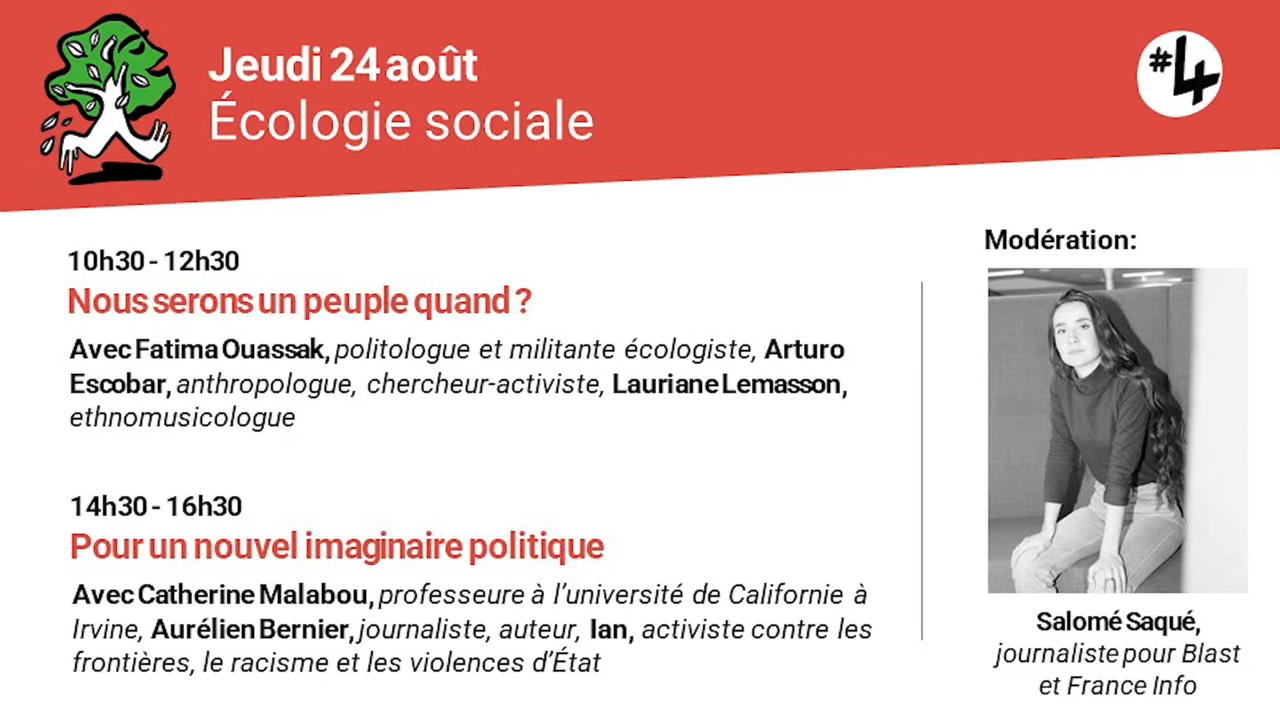 Jeudi 24 août
Écologie sociale
#4
10h30 - 12h30
Nous serons un peuple quand ?
Avec Fatima Ouassak, politologue et militante écologiste, Arturo
Escobar, anthropologue, chercheur-activiste, Lauriane Lemasson,
ethnomusicologue
14h30 - 16h30
Pour un nouvel imaginaire politique
Avec Catherine Malabou, professeure à l’université de Californie à
Irvine, Aurélien Bernier, journaliste, auteur, Ian, activiste contre les
frontières, le racisme et les violences d’État
Modération:
Salomé Saqué,
journaliste pour Blast
et France Info